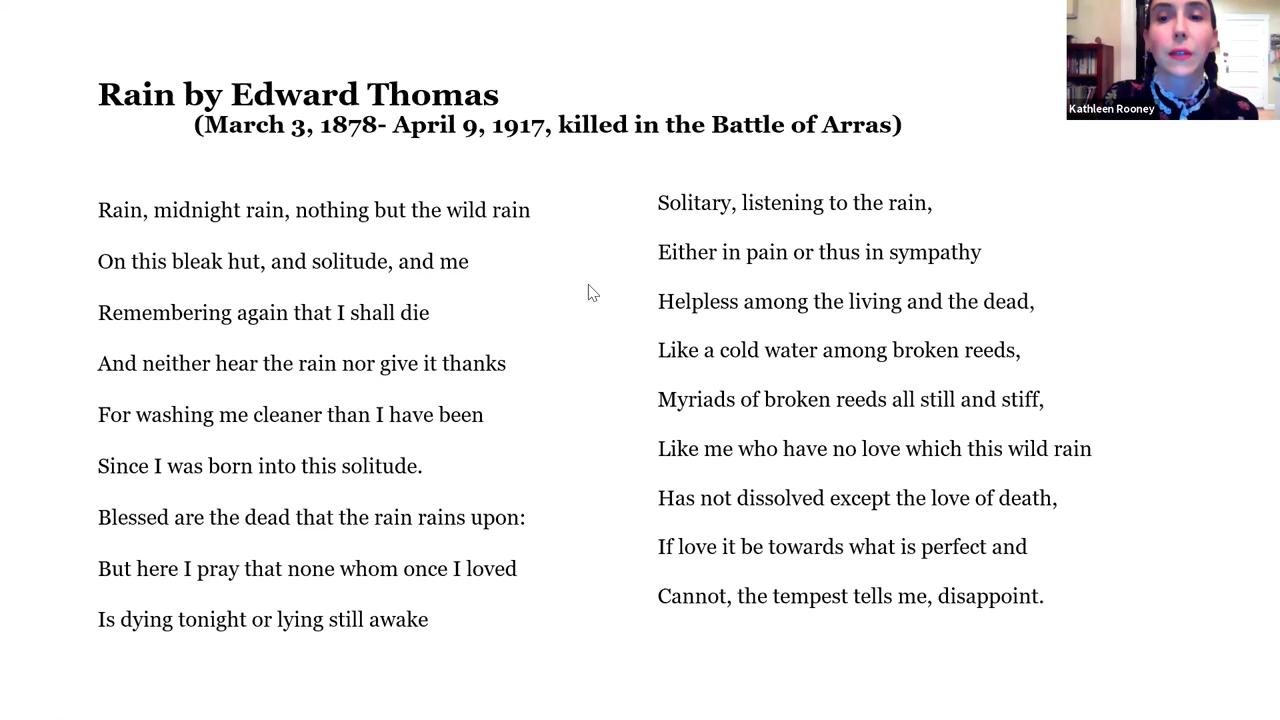 Rain by Edward Thomas
(March 3, 1878- April 9, 1917, killed in the Battle of Arras)
Kathleen Rooney
Rain, midnight rain, nothing but the wild rain
On this bleak hut, and solitude, and me
Remembering again that I shall die
And neither hear the rain nor give it thanks
For washing me cleaner than I have been
Since I was born into this solitude.
Blessed are the dead that the rain rains upon:
But here I pray that none whom once I loved
Is dying tonight or lying still awake
Solitary, listening to the rain,
Either in pain or thus in sympathy
Helpless among the living and the dead,
Like a cold water among broken reeds,
Myriads of broken reeds all still and stiff,
Like me who have no love which this wild rain
Has not dissolved except the love of death,
If love it be towards what is perfect and
Cannot, the tempest tells me, disappoint.